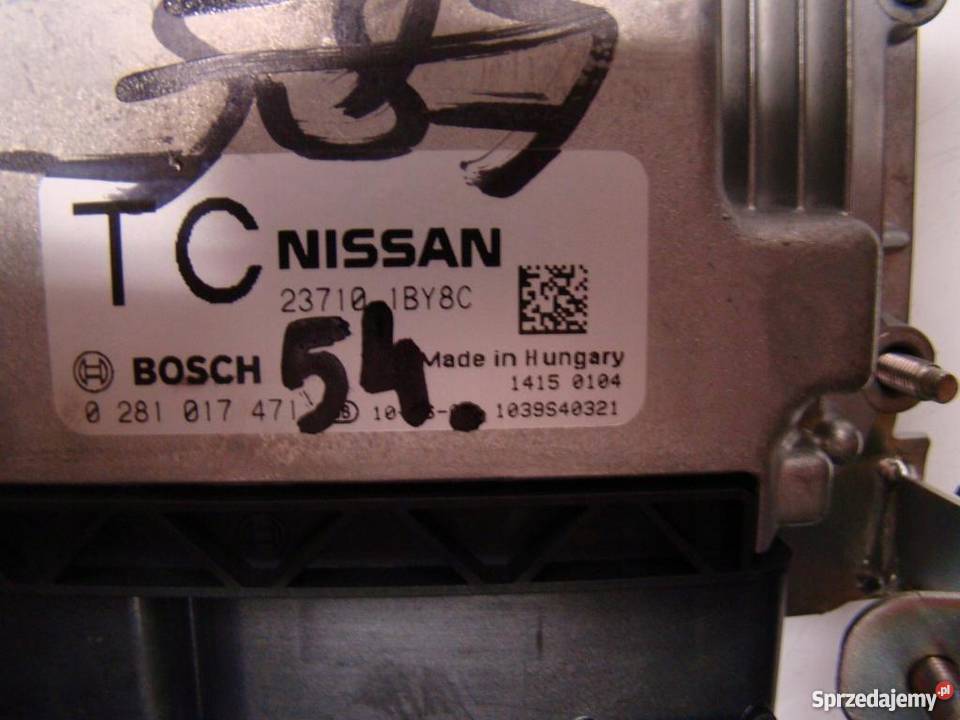 TC NISSAN
23710 1BY8C
BOSCH 54. Made in Hungary
1415 0104
0 281 017 471 1039S40321
Sprzedajemy.pl